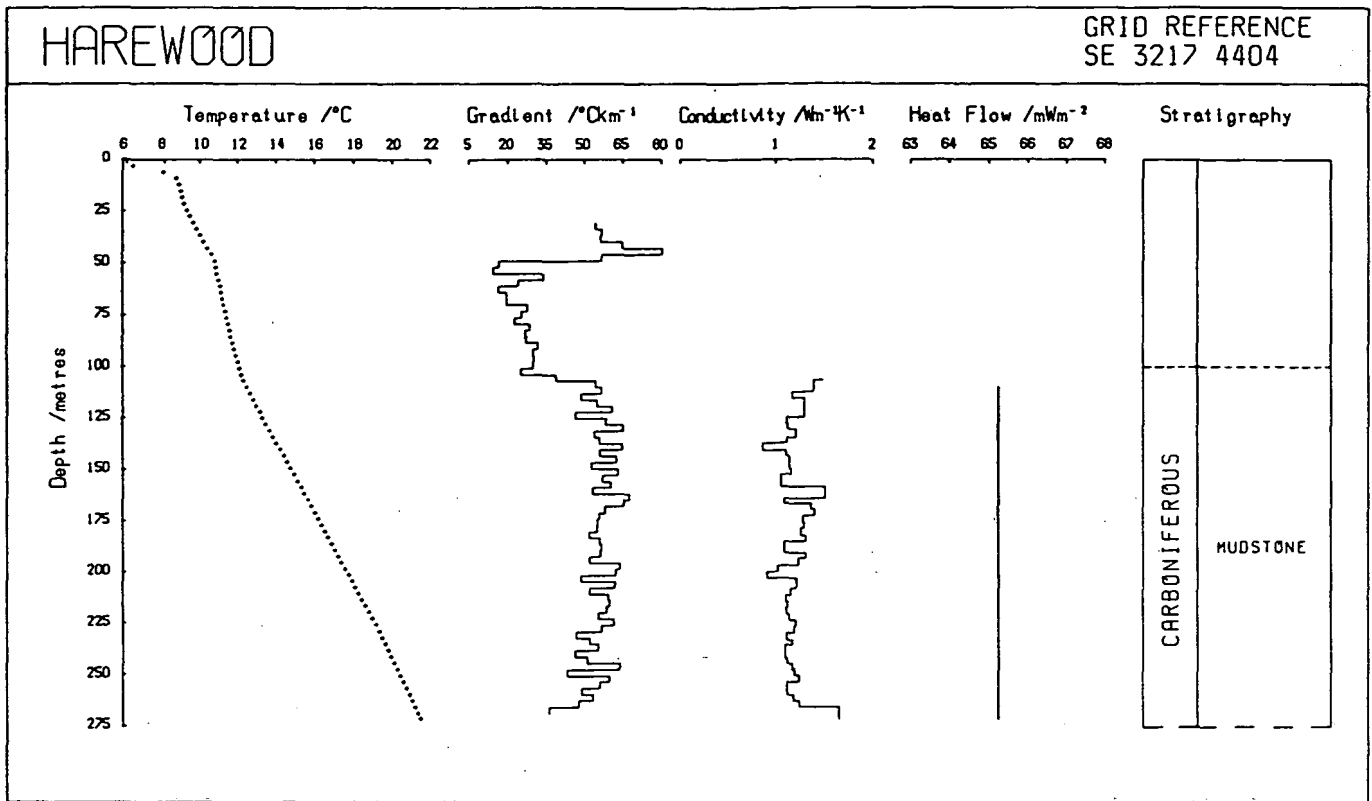 HAREWOOD
GRID REFERENCE
SE 3217 4404
Temperature /°C
Gradient /°Ckm⁻¹
Conductivity /Wm⁻¹K⁻¹
Heat Flow /mWm⁻²
Stratigraphy
6 8 10 12 14 16 18 20 22
5 20 35 50 65 80
0 1 2
63 64 65 66 67 68
0
25
50
75
100
125
150
175
200
225
250
275
Depth /metres
CARBONIFEROUS
MUDSTONE